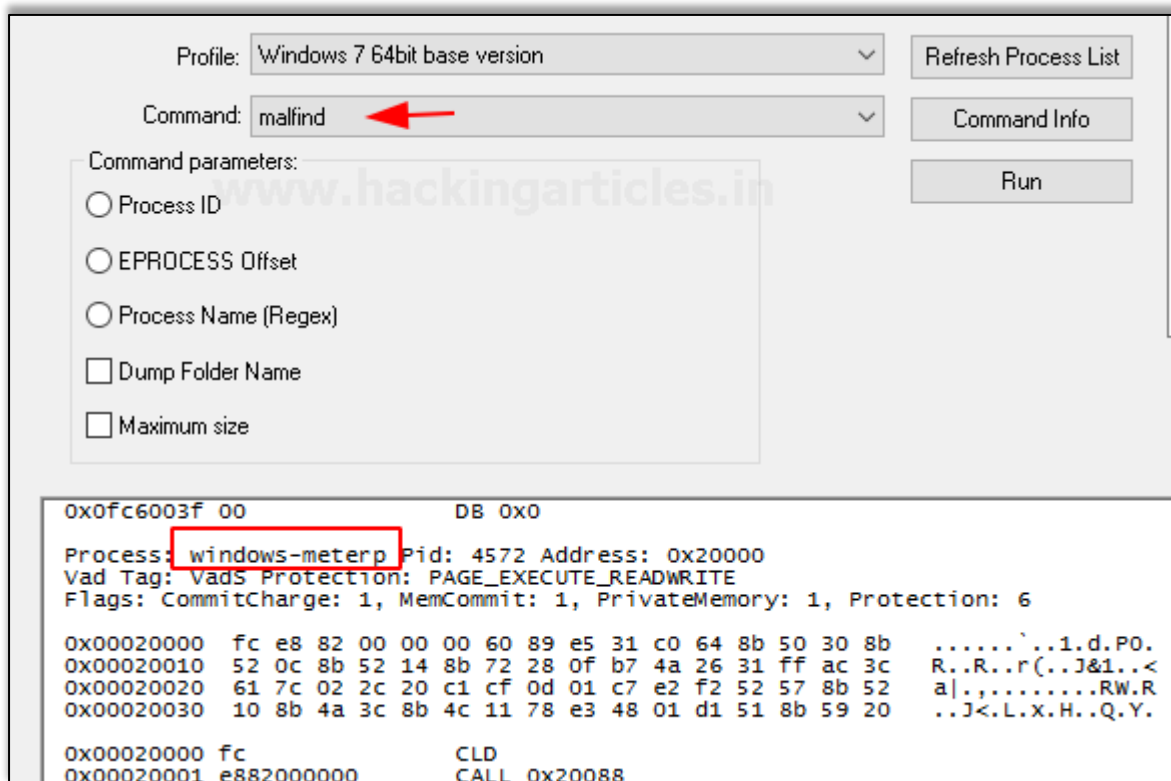 Profile: Windows 7 64bit base version
Refresh Process List
Command: malfind
Command Info
Command parameters:
www.hackingarticles.in
Run
Process ID
EPROCESS Offset
Process Name (Regex)
Dump Folder Name
Maximum size
0x0fc6003f 00 DB 0x0
Process: windows-meterp Pid: 4572 Address: 0x20000
Vad Tag: VadS Protection: PAGE_EXECUTE_READWRITE
Flags: CommitCharge: 1, MemCommit: 1, PrivateMemory: 1, Protection: 6
0x00020000 fc e8 82 00 00 00 60 89 e5 31 c0 64 8b 50 30 8b ......`..1.d.P0.
0x00020010 52 0c 8b 52 14 8b 72 28 0f b7 4a 26 31 ff ac 3c R..R..r(..J&1..<
0x00020020 61 7c 02 2c 20 c1 cf 0d 01 c7 e2 f2 52 57 8b 52 a|.,........RW.R
0x00020030 10 8b 4a 3c 8b 4c 11 78 e3 48 01 d1 51 8b 59 20 ..J<.L.x.H..Q.Y.
0x00020000 fc CLD
0x00020001 e882000000 CALL 0x20088